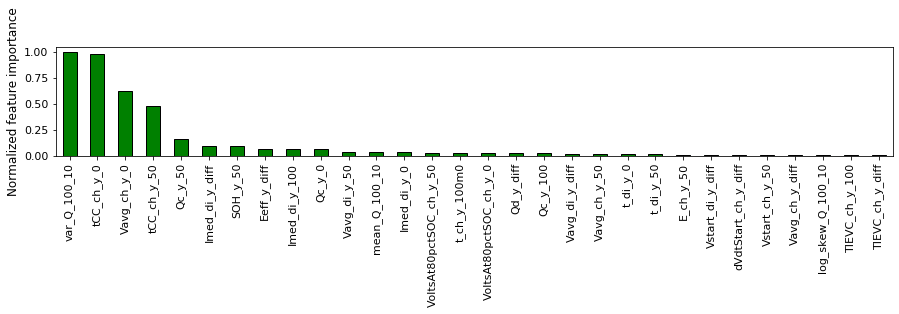 Normalized feature importance
1.00
0.75
0.50
0.25
0.00
var_Q_100_10
tCC_ch_y_0
Vavg_ch_y_0
tCC_ch_y_50
Qc_y_50
Imed_di_y_diff
SOH_y_50
Eeff_y_diff
Imed_di_y_100
Qc_y_0
Vavg_di_y_50
mean_Q_100_10
Imed_di_y_0
VoltsAt80pctSOC_ch_y_50
t_ch_y_100m0
VoltsAt80pctSOC_ch_y_0
Qd_y_diff
Qc_y_100
Vavg_di_y_diff
Vavg_ch_y_50
t_di_y_0
t_di_y_50
E_ch_y_50
Vstart_di_y_diff
dVdtStart_ch_y_diff
Vstart_ch_y_50
Vavg_ch_y_diff
log_skew_Q_100_10
TIEVC_ch_y_100
TIEVC_ch_y_diff